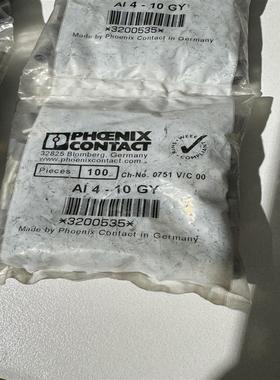 AI 4 - 10 GY
*3200535*
Made by Phoenix Contact in Germany
PHŒNIX
CONTACT
32825 Blomberg, Germany
www.phoenixcontact.com
Pieces 100 Ch-No. 0751 V/C 00
AI 4 - 10 GY
*3200535*
Made by Phoenix Contact in Germany